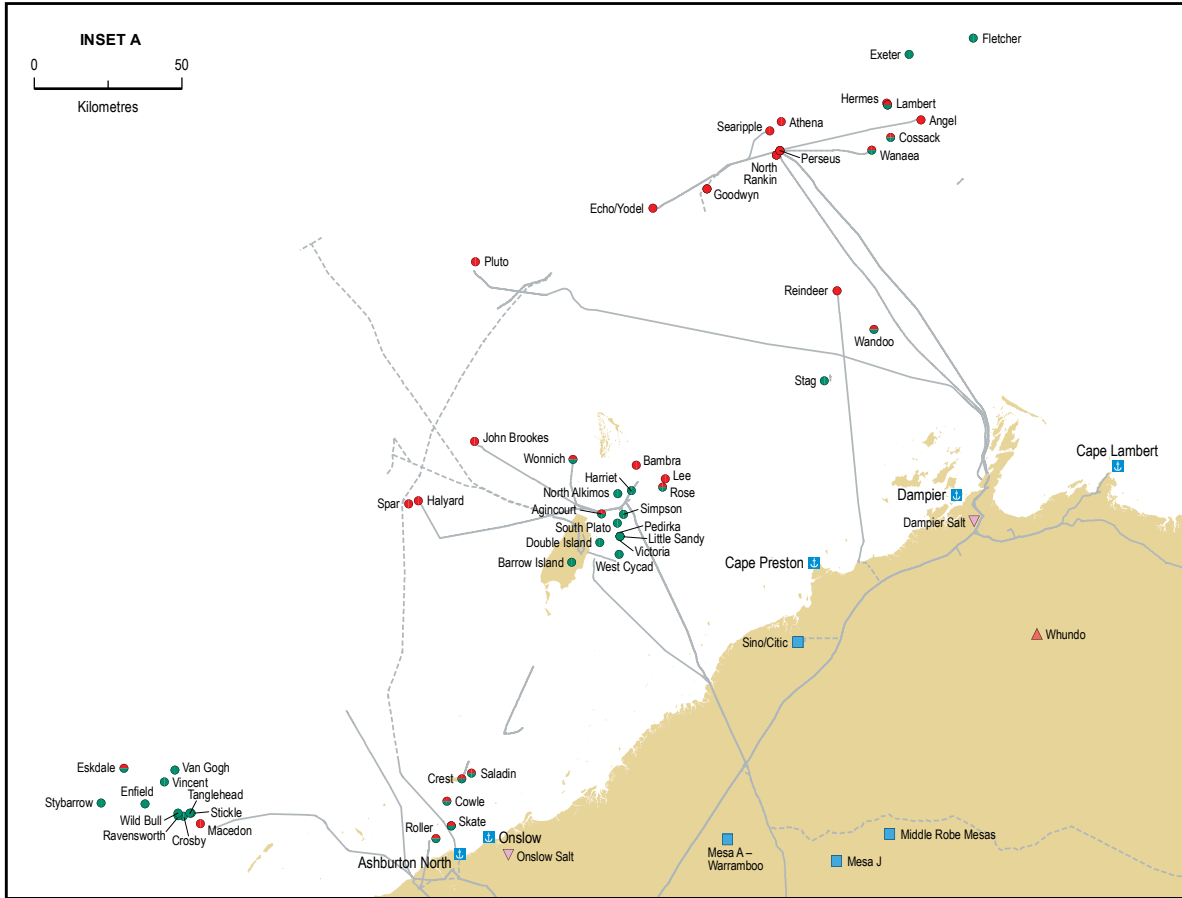 INSET A
0 50
Kilometres
Fletcher
Exeter
Hermes
Lambert
Angel
Athena
Searipple
Cossack
Perseus
Wanaea
North
Rankin
Goodwyn
Echo/Yodel
Pluto
Reindeer
Wandoo
Stag
John Brookes
Wonnich
Bambra
Harriet
Lee
North Alkimos
Rose
Spar
Halyard
Agincourt
Simpson
South Plato
Pedirka
Little Sandy
Double Island
Victoria
Barrow Island
West Cycad
Cape Lambert
Dampier
Dampier Salt
Cape Preston
Sino/Citic
Whundo
Eskdale
Van Gogh
Vincent
Enfield
Tanglehead
Stybarrow
Stickle
Wild Bull
Ravensworth
Crosby
Macedon
Crest
Saladin
Cowle
Skate
Roller
Onslow
Ashburton North
Onslow Salt
Mesa A –
Warramboo
Middle Robe Mesas
Mesa J